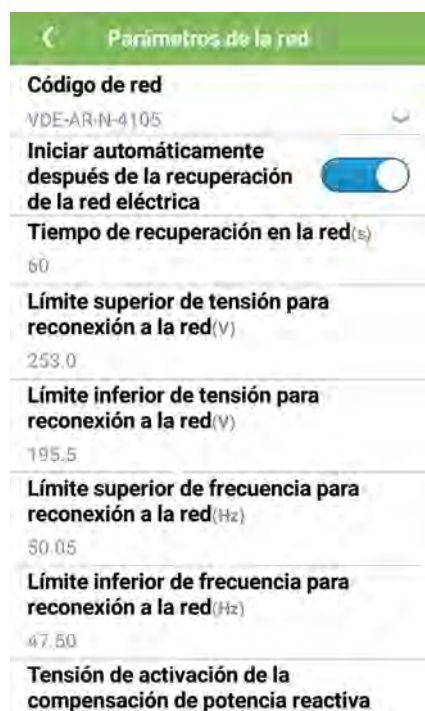 Parámetros de la red
Código de red
VDE-AR-N-4105
Iniciar automáticamente
después de la recuperación
de la red eléctrica
Tiempo de recuperación en la red(s)
60
Límite superior de tensión para
reconexión a la red(V)
253.0
Límite inferior de tensión para
reconexión a la red(V)
195.5
Límite superior de frecuencia para
reconexión a la red(Hz)
50.05
Límite inferior de frecuencia para
reconexión a la red(Hz)
47.50
Tensión de activación de la
compensación de potencia reactiva